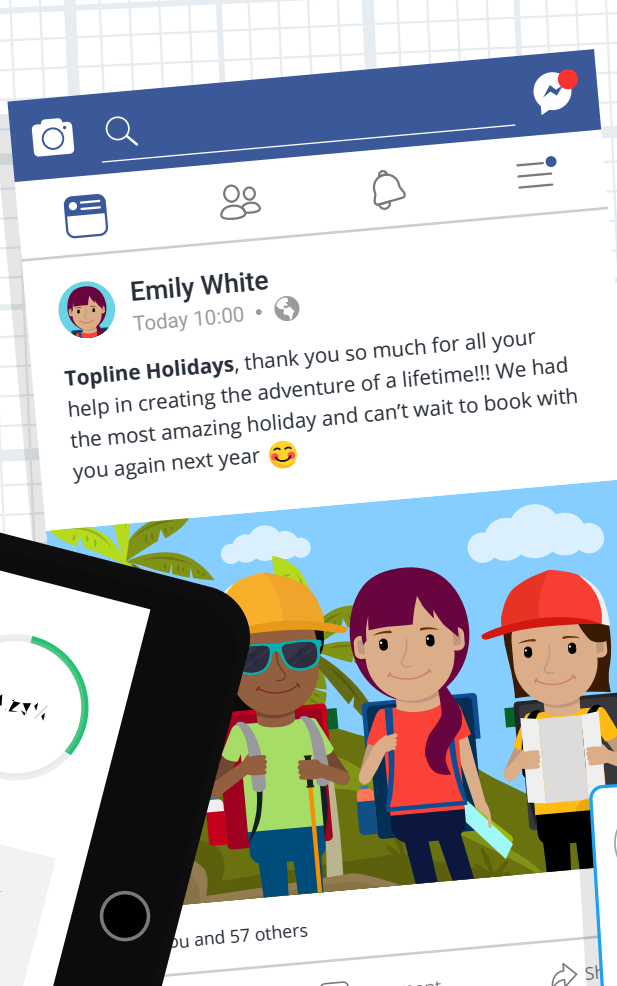 Emily White
Today 10:00 •
Topline Holidays, thank you so much for all your
help in creating the adventure of a lifetime!!! We had
the most amazing holiday and can't wait to book with
you again next year 😊
and 57 others